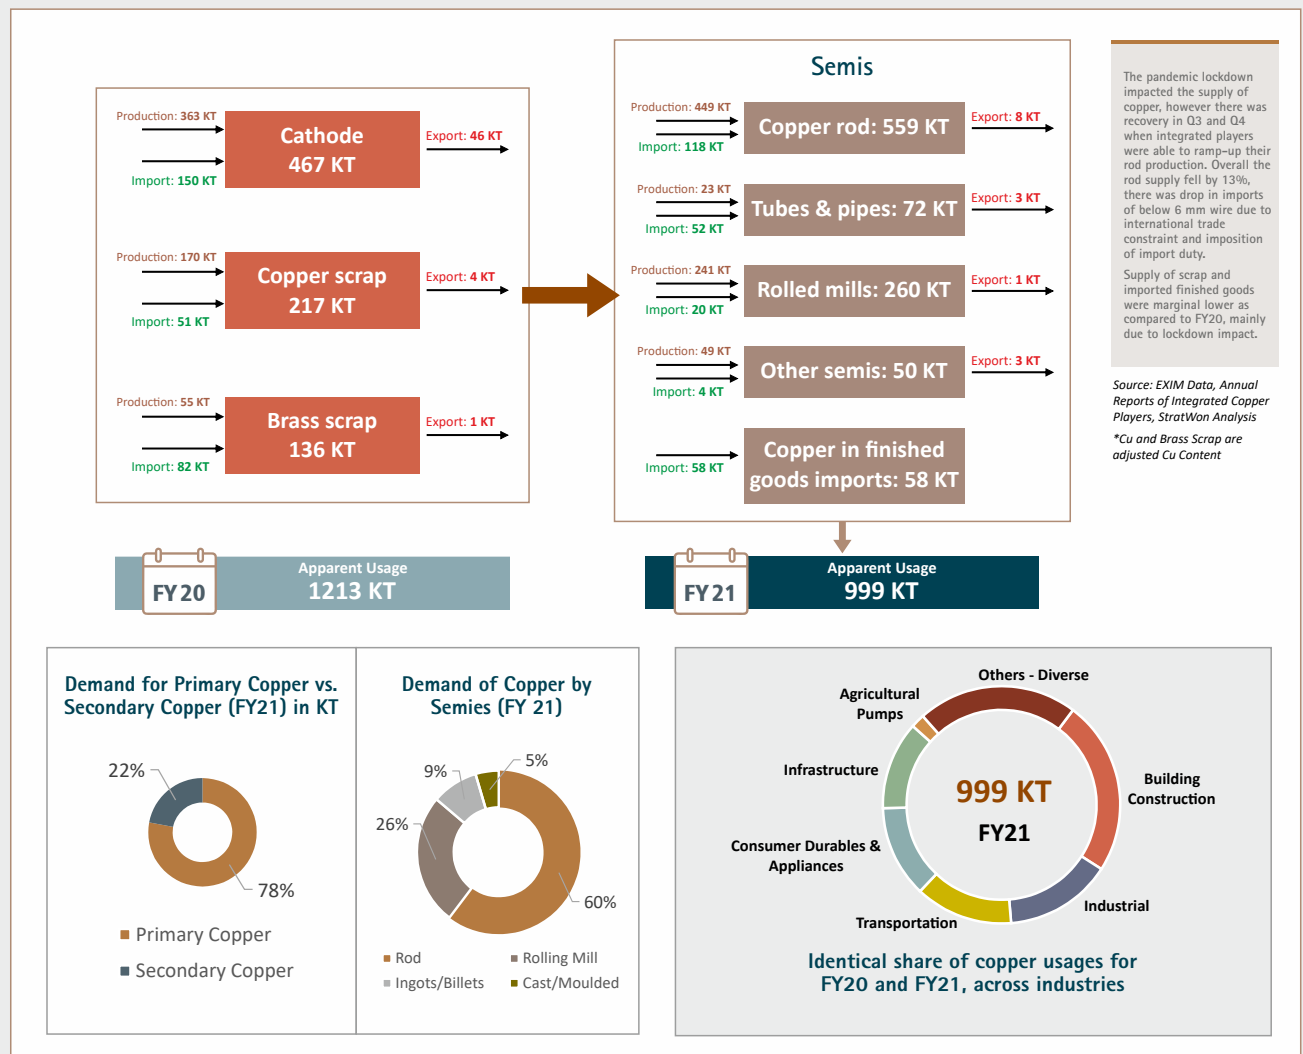 Production: 363 KT
Import: 150 KT
Cathode
467 KT
Export: 46 KT
Production: 170 KT
Import: 51 KT
Copper scrap
217 KT
Export: 4 KT
Production: 55 KT
Import: 82 KT
Brass scrap
136 KT
Export: 1 KT
Semis
Production: 449 KT
Import: 118 KT
Copper rod: 559 KT
Export: 8 KT
Production: 23 KT
Import: 52 KT
Tubes & pipes: 72 KT
Export: 3 KT
Production: 241 KT
Import: 20 KT
Rolled mills: 260 KT
Export: 1 KT
Production: 49 KT
Import: 4 KT
Other semis: 50 KT
Export: 3 KT
Import: 58 KT
Copper in finished
goods imports: 58 KT
The pandemic lockdown
impacted the supply of
copper, however there was
recovery in Q3 and Q4
when integrated players
were able to ramp-up their
rod production. Overall the
rod supply fell by 13%,
there was drop in imports
of below 6 mm wire due to
international trade
constraint and imposition
of import duty.
Supply of scrap and
imported finished goods
were marginal lower as
compared to FY20, mainly
due to lockdown impact.
Source: EXIM Data, Annual
Reports of Integrated Copper
Players, StratWon Analysis
*Cu and Brass Scrap are
adjusted Cu Content
FY 20
Apparent Usage
1213 KT
FY 21
Apparent Usage
999 KT
Demand for Primary Copper vs.
Secondary Copper (FY21) in KT
22%
78%
Primary Copper
Secondary Copper
Demand of Copper by
Semies (FY 21)
5%
9%
26%
60%
Rod
Rolling Mill
Ingots/Billets
Cast/Moulded
Others - Diverse
Agricultural
Pumps
Infrastructure
Building
Construction
Consumer Durables &
Appliances
Industrial
Transportation
999 KT
FY21
Identical share of copper usages for
FY20 and FY21, across industries